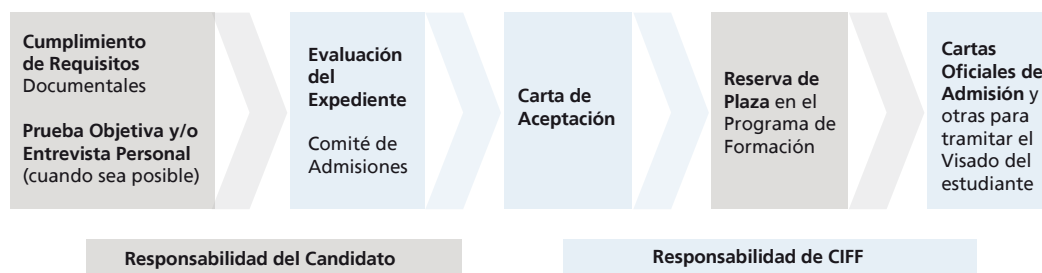 Cumplimiento
de Requisitos
Documentales
Prueba Objetiva y/o
Entrevista Personal
(cuando sea posible)
Evaluación
del
Expediente
Comité de
Admisiones
Carta de
Aceptación
Reserva de
Plaza en el
Programa de
Formación
Cartas
Oficiales de
Admisión y
otras para
tramitar el
Visado del
estudiante
Responsabilidad del Candidato
Responsabilidad de CIFF